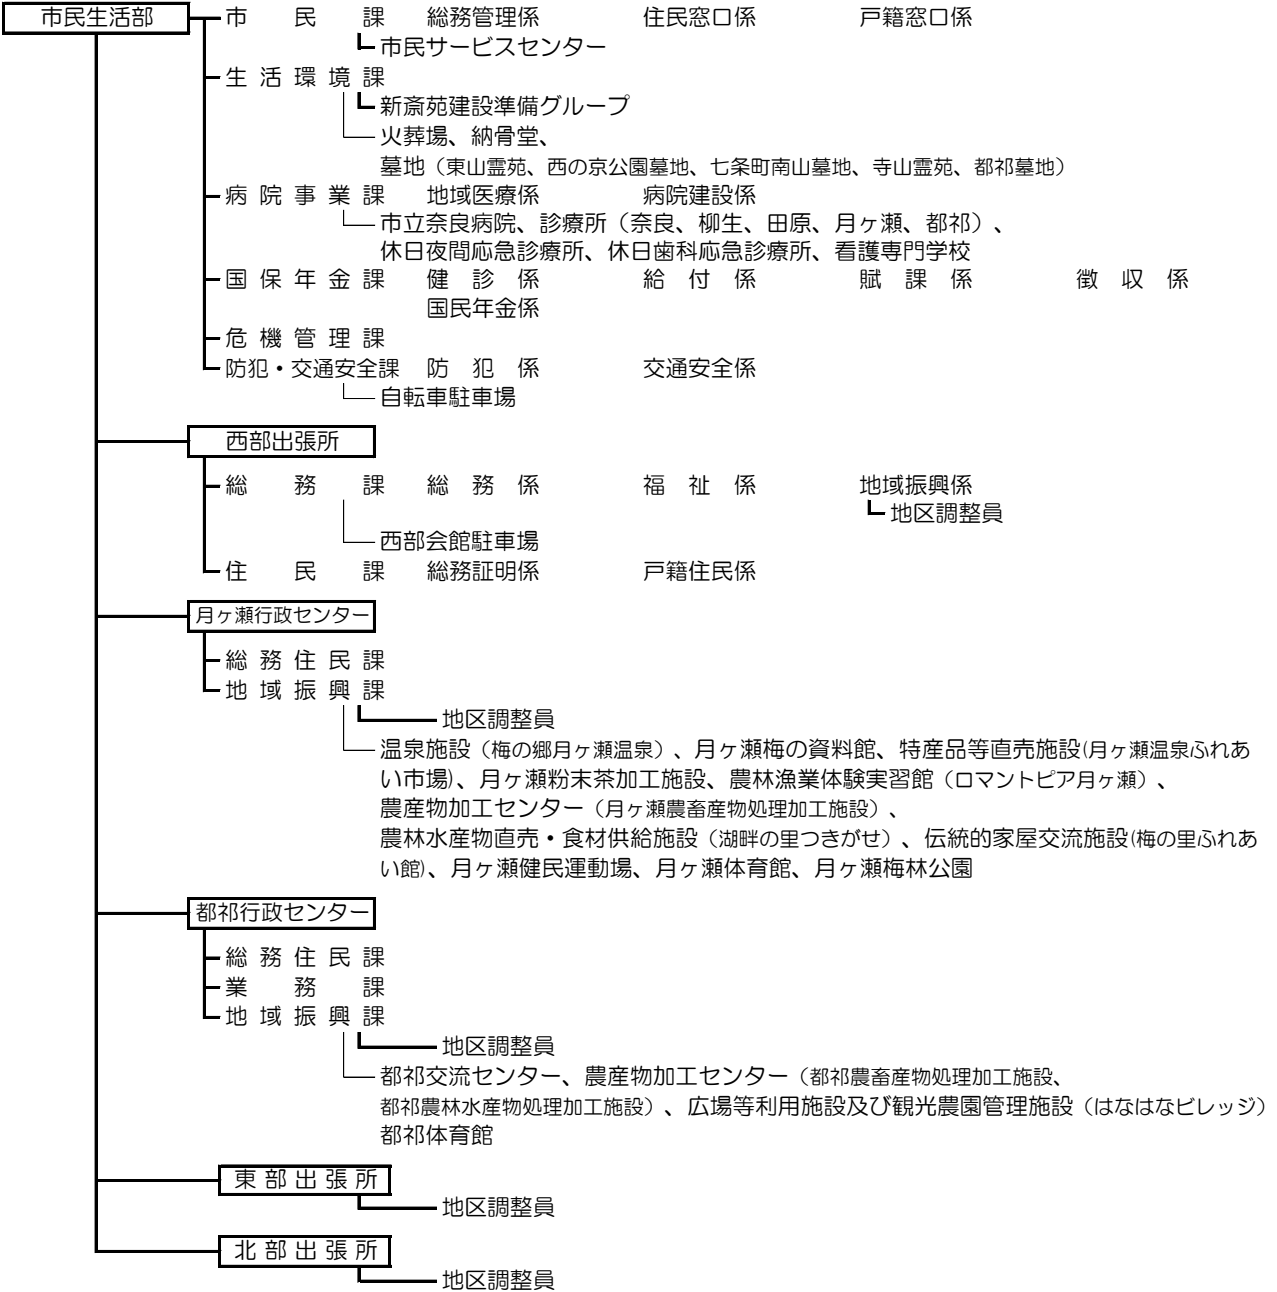 市民生活部 市民課 総務管理係 住民窓口係 戸籍窓口係
市民サービスセンター
生活環境課
新斎苑建設準備グループ
火葬場、納骨堂、
墓地（東山霊苑、西の京公園墓地、七条町南山墓地、寺山霊苑、都祁墓地）
病院事業課 地域医療係 病院建設係
市立奈良病院、診療所（奈良、柳生、田原、月ヶ瀬、都祁）、
休日夜間応急診療所、休日歯科応急診療所、看護専門学校
国保年金課 健診係 給付係 賦課係 徴収係
国民年金係
危機管理課
防犯・交通安全課 防犯係 交通安全係
自転車駐車場
西部出張所
総務課 総務係 福祉係 地域振興係
地区調整員
西部会館駐車場
住民課 総務証明係 戸籍住民係
月ヶ瀬行政センター
総務住民課
地域振興課
地区調整員
温泉施設（梅の郷月ヶ瀬温泉）、月ヶ瀬梅の資料館、特産品等直売施設(月ヶ瀬温泉ふれあ
い市場)、月ヶ瀬粉末茶加工施設、農林漁業体験実習館（ロマントピア月ヶ瀬）、
農産物加工センター（月ヶ瀬農畜産物処理加工施設）、
農林水産物直売・食材供給施設（湖畔の里つきがせ）、伝統的家屋交流施設(梅の里ふれあ
い館)、月ヶ瀬健民運動場、月ヶ瀬体育館、月ヶ瀬梅林公園
都祁行政センター
総務住民課
業務課
地域振興課
地区調整員
都祁交流センター、農産物加工センター（都祁農畜産物処理加工施設、
都祁農林水産物処理加工施設）、広場等利用施設及び観光農園管理施設（はなはなビレッジ）
都祁体育館
東部出張所
地区調整員
北部出張所
地区調整員